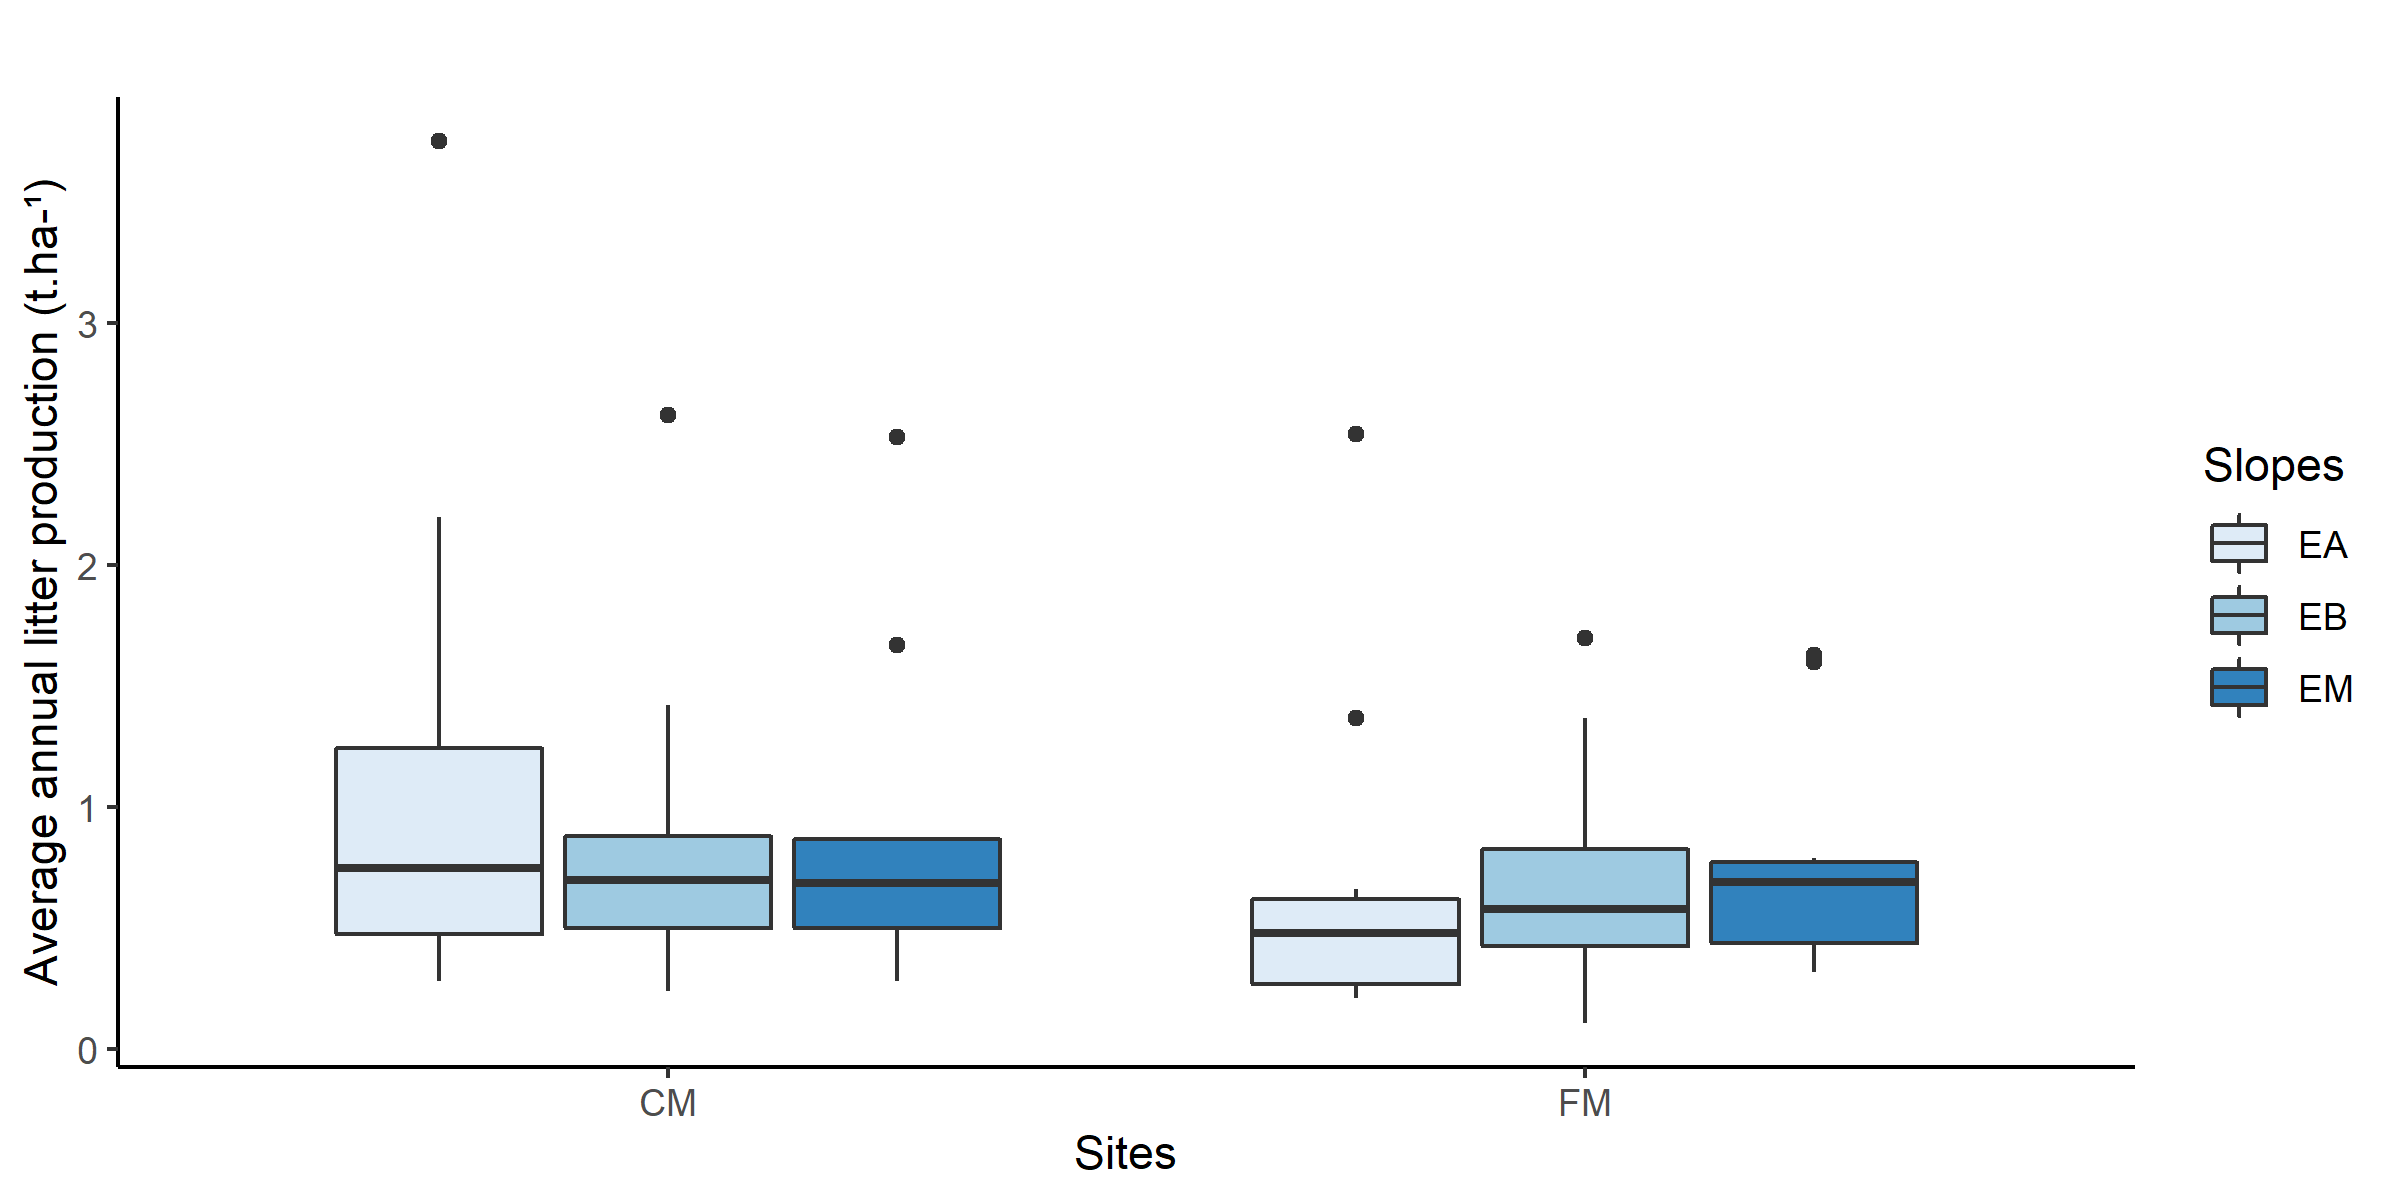 Average annual litter production (t.ha-¹)
3
2
1
0
CM
FM
Sites
Slopes
EA
EB
EM